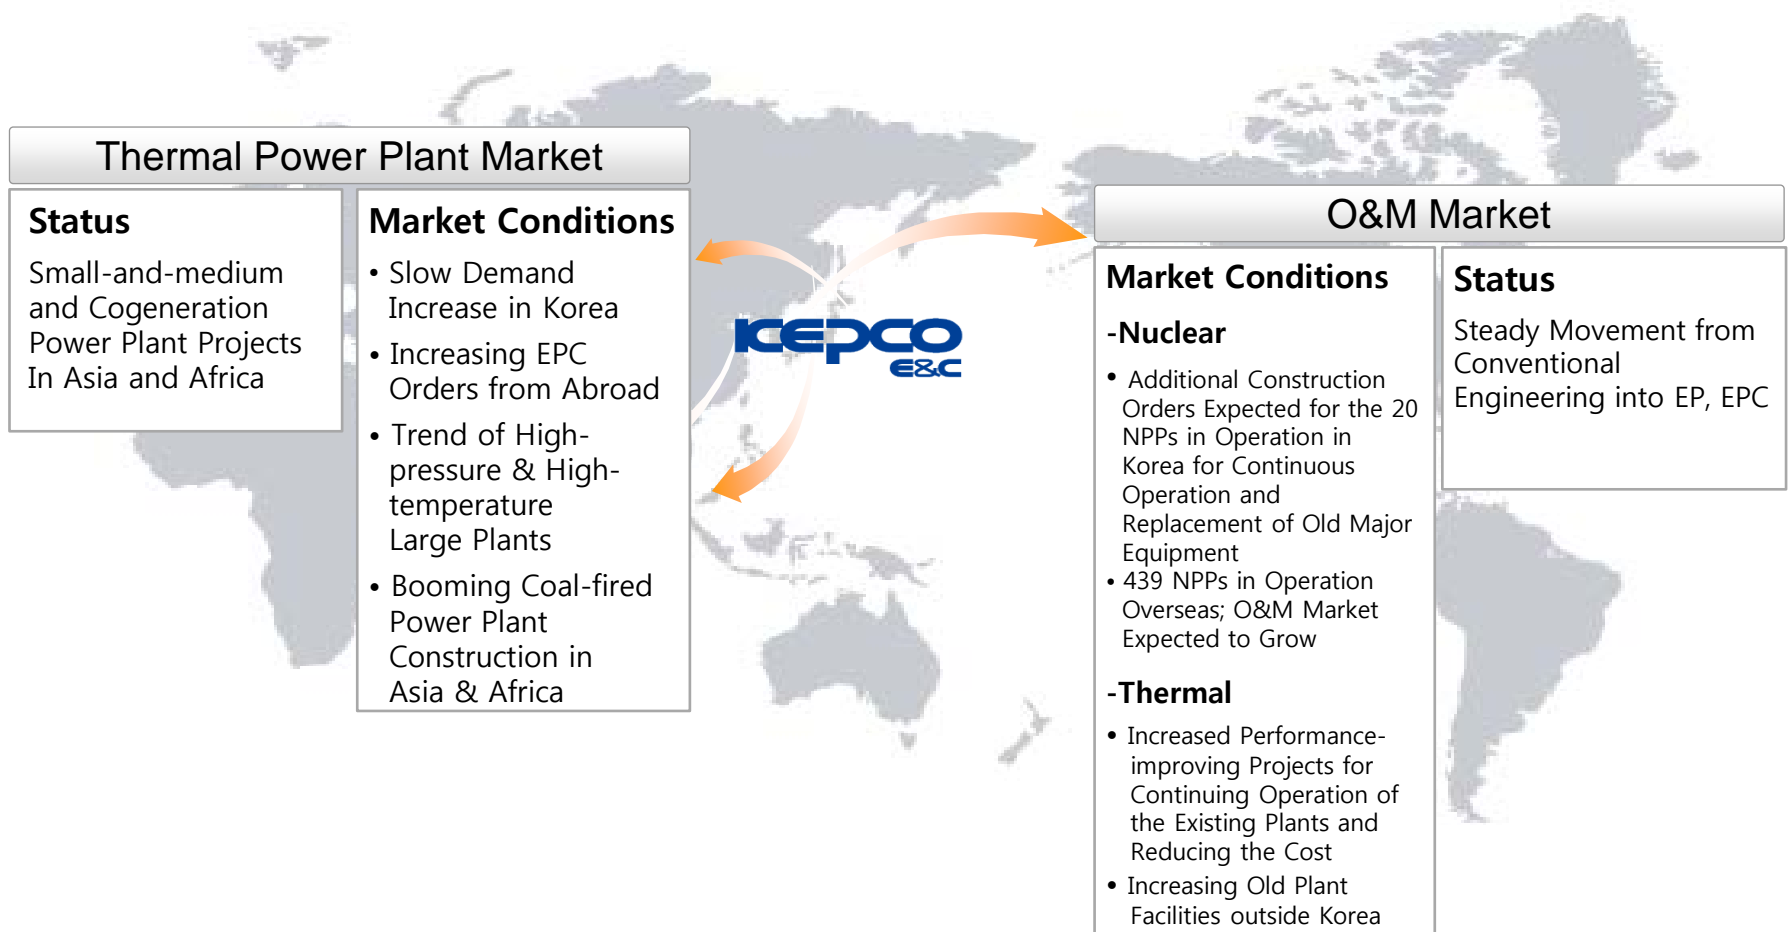 Thermal Power Plant Market
Status
Small-and-medium
and Cogeneration
Power Plant Projects
In Asia and Africa
Market Conditions
• Slow Demand
Increase in Korea
• Increasing EPC
Orders from Abroad
• Trend of High-
pressure & High-
temperature
Large Plants
• Booming Coal-fired
Power Plant
Construction in
Asia & Africa
KEPCO
E&C
O&M Market
Market Conditions
-Nuclear
• Additional Construction
Orders Expected for the 20
NPPs in Operation in
Korea for Continuous
Operation and
Replacement of Old Major
Equipment
• 439 NPPs in Operation
Overseas; O&M Market
Expected to Grow
-Thermal
• Increased Performance-
improving Projects for
Continuing Operation of
the Existing Plants and
Reducing the Cost
• Increasing Old Plant
Facilities outside Korea
Status
Steady Movement from
Conventional
Engineering into EP, EPC